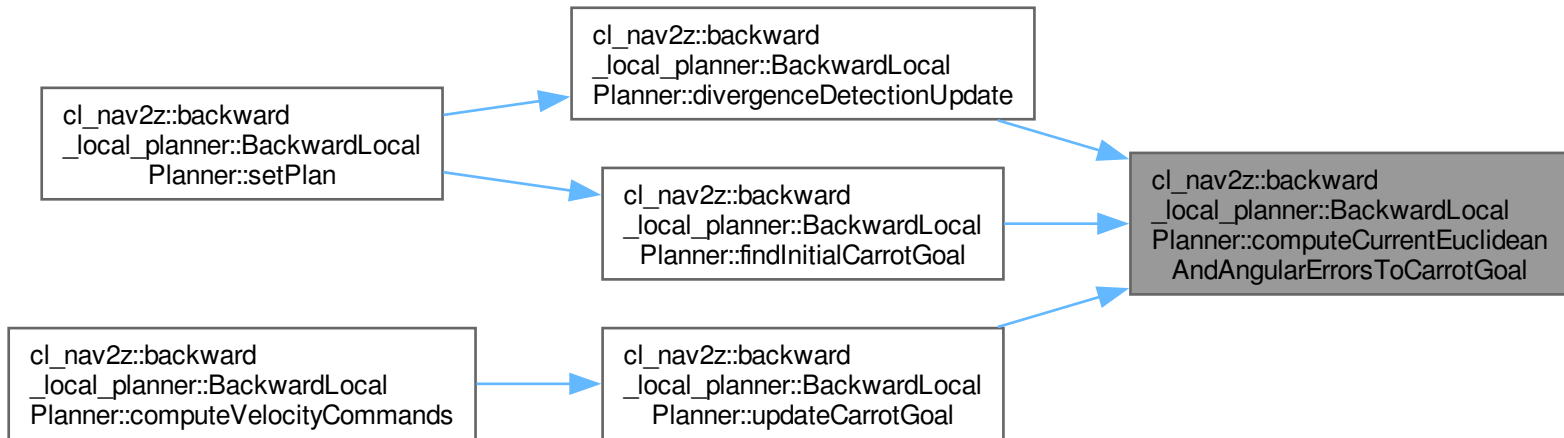 cl_nav2z::backward
_local_planner::BackwardLocal
Planner::divergenceDetectionUpdate
cl_nav2z::backward
_local_planner::BackwardLocal
Planner::setPlan
cl_nav2z::backward
_local_planner::BackwardLocal
Planner::findInitialCarrotGoal
cl_nav2z::backward
_local_planner::BackwardLocal
Planner::computeCurrentEuclidean
AndAngularErrorsToCarrotGoal
cl_nav2z::backward
_local_planner::BackwardLocal
Planner::computeVelocityCommands
cl_nav2z::backward
_local_planner::BackwardLocal
Planner::updateCarrotGoal